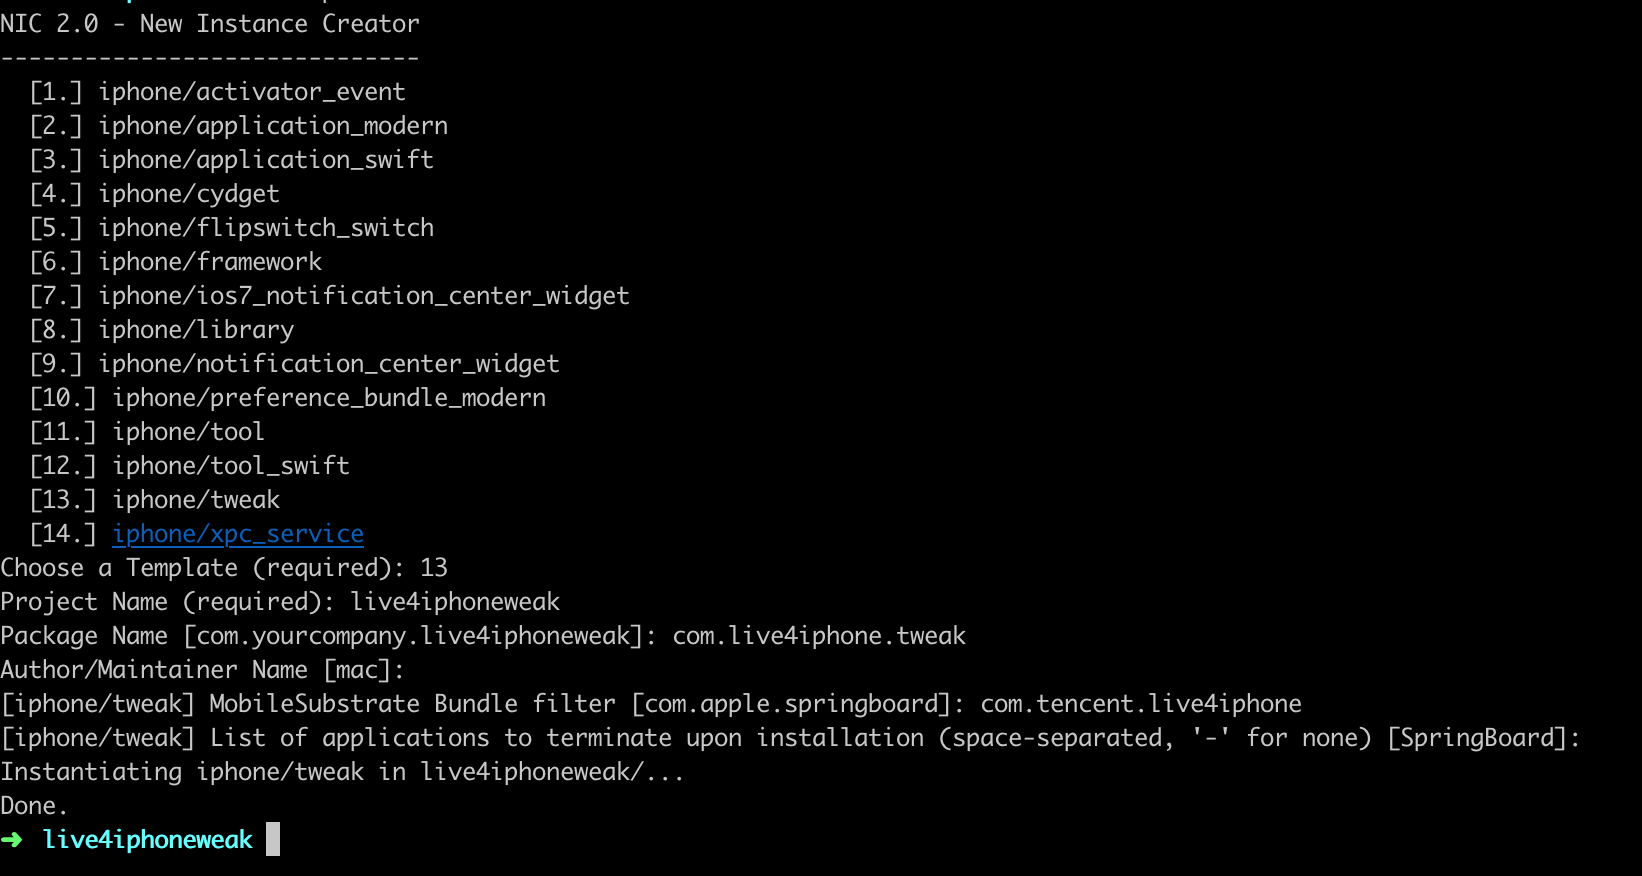 NIC 2.0 - New Instance Creator
------------------------------
[1.] iphone/activator_event
[2.] iphone/application_modern
[3.] iphone/application_swift
[4.] iphone/cydget
[5.] iphone/flipswitch_switch
[6.] iphone/framework
[7.] iphone/ios7_notification_center_widget
[8.] iphone/library
[9.] iphone/notification_center_widget
[10.] iphone/preference_bundle_modern
[11.] iphone/tool
[12.] iphone/tool_swift
[13.] iphone/tweak
[14.] iphone/xpc_service
Choose a Template (required): 13
Project Name (required): live4iphoneweak
Package Name [com.yourcompany.live4iphoneweak]: com.live4iphone.tweak
Author/Maintainer Name [mac]:
[iphone/tweak] MobileSubstrate Bundle filter [com.apple.springboard]: com.tencent.live4iphone
[iphone/tweak] List of applications to terminate upon installation (space-separated, '-' for none) [SpringBoard]:
Instantiating iphone/tweak in live4iphoneweak/...
Done.
➜ live4iphoneweak